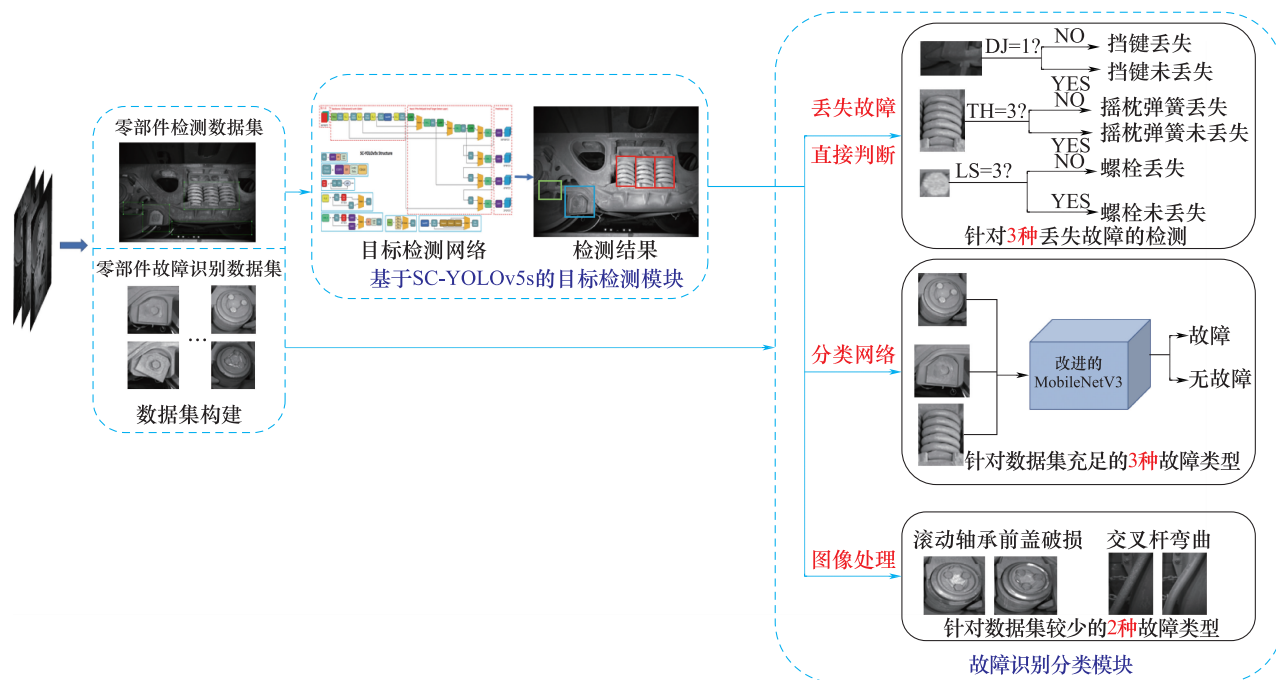 零部件检测数据集
零部件故障识别数据集
...
数据集构建
SC-YOLOv5s Structure
目标检测网络
检测结果
基于SC-YOLOv5s的目标检测模块
丢失故障
直接判断
DJ=1?
NO
挡键丢失
挡键未丢失
YES
TH=3?
NO
摇枕弹簧丢失
摇枕弹簧未丢失
YES
LS=3?
NO
螺栓丢失
YES
螺栓未丢失
针对3种丢失故障的检测
分类网络
改进的
MobileNetV3
故障
无故障
针对数据集充足的3种故障类型
图像处理
滚动轴承前盖破损
交叉杆弯曲
针对数据集较少的2种故障类型
故障识别分类模块